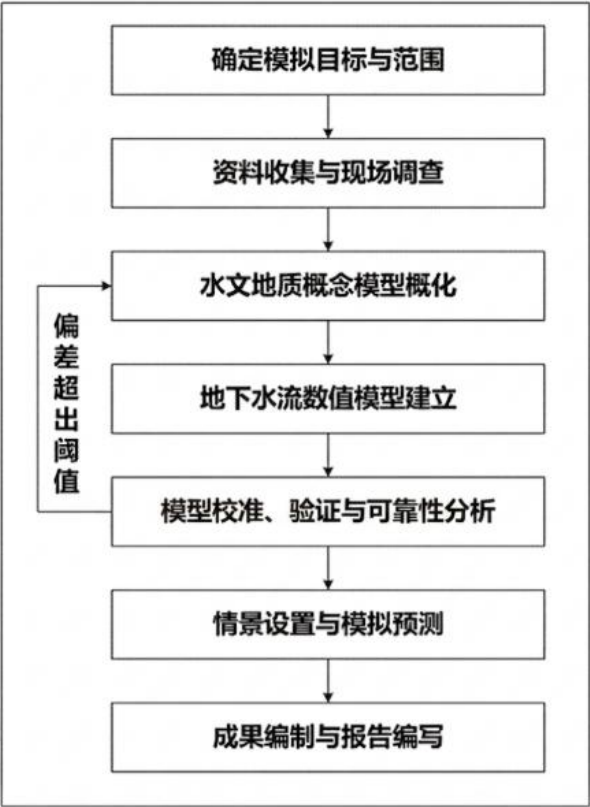 确定模拟目标与范围
资料收集与现场调查
水文地质概念模型概化
偏差超出阈值
地下水流数值模型建立
模型校准、验证与可靠性分析
情景设置与模拟预测
成果编制与报告编写